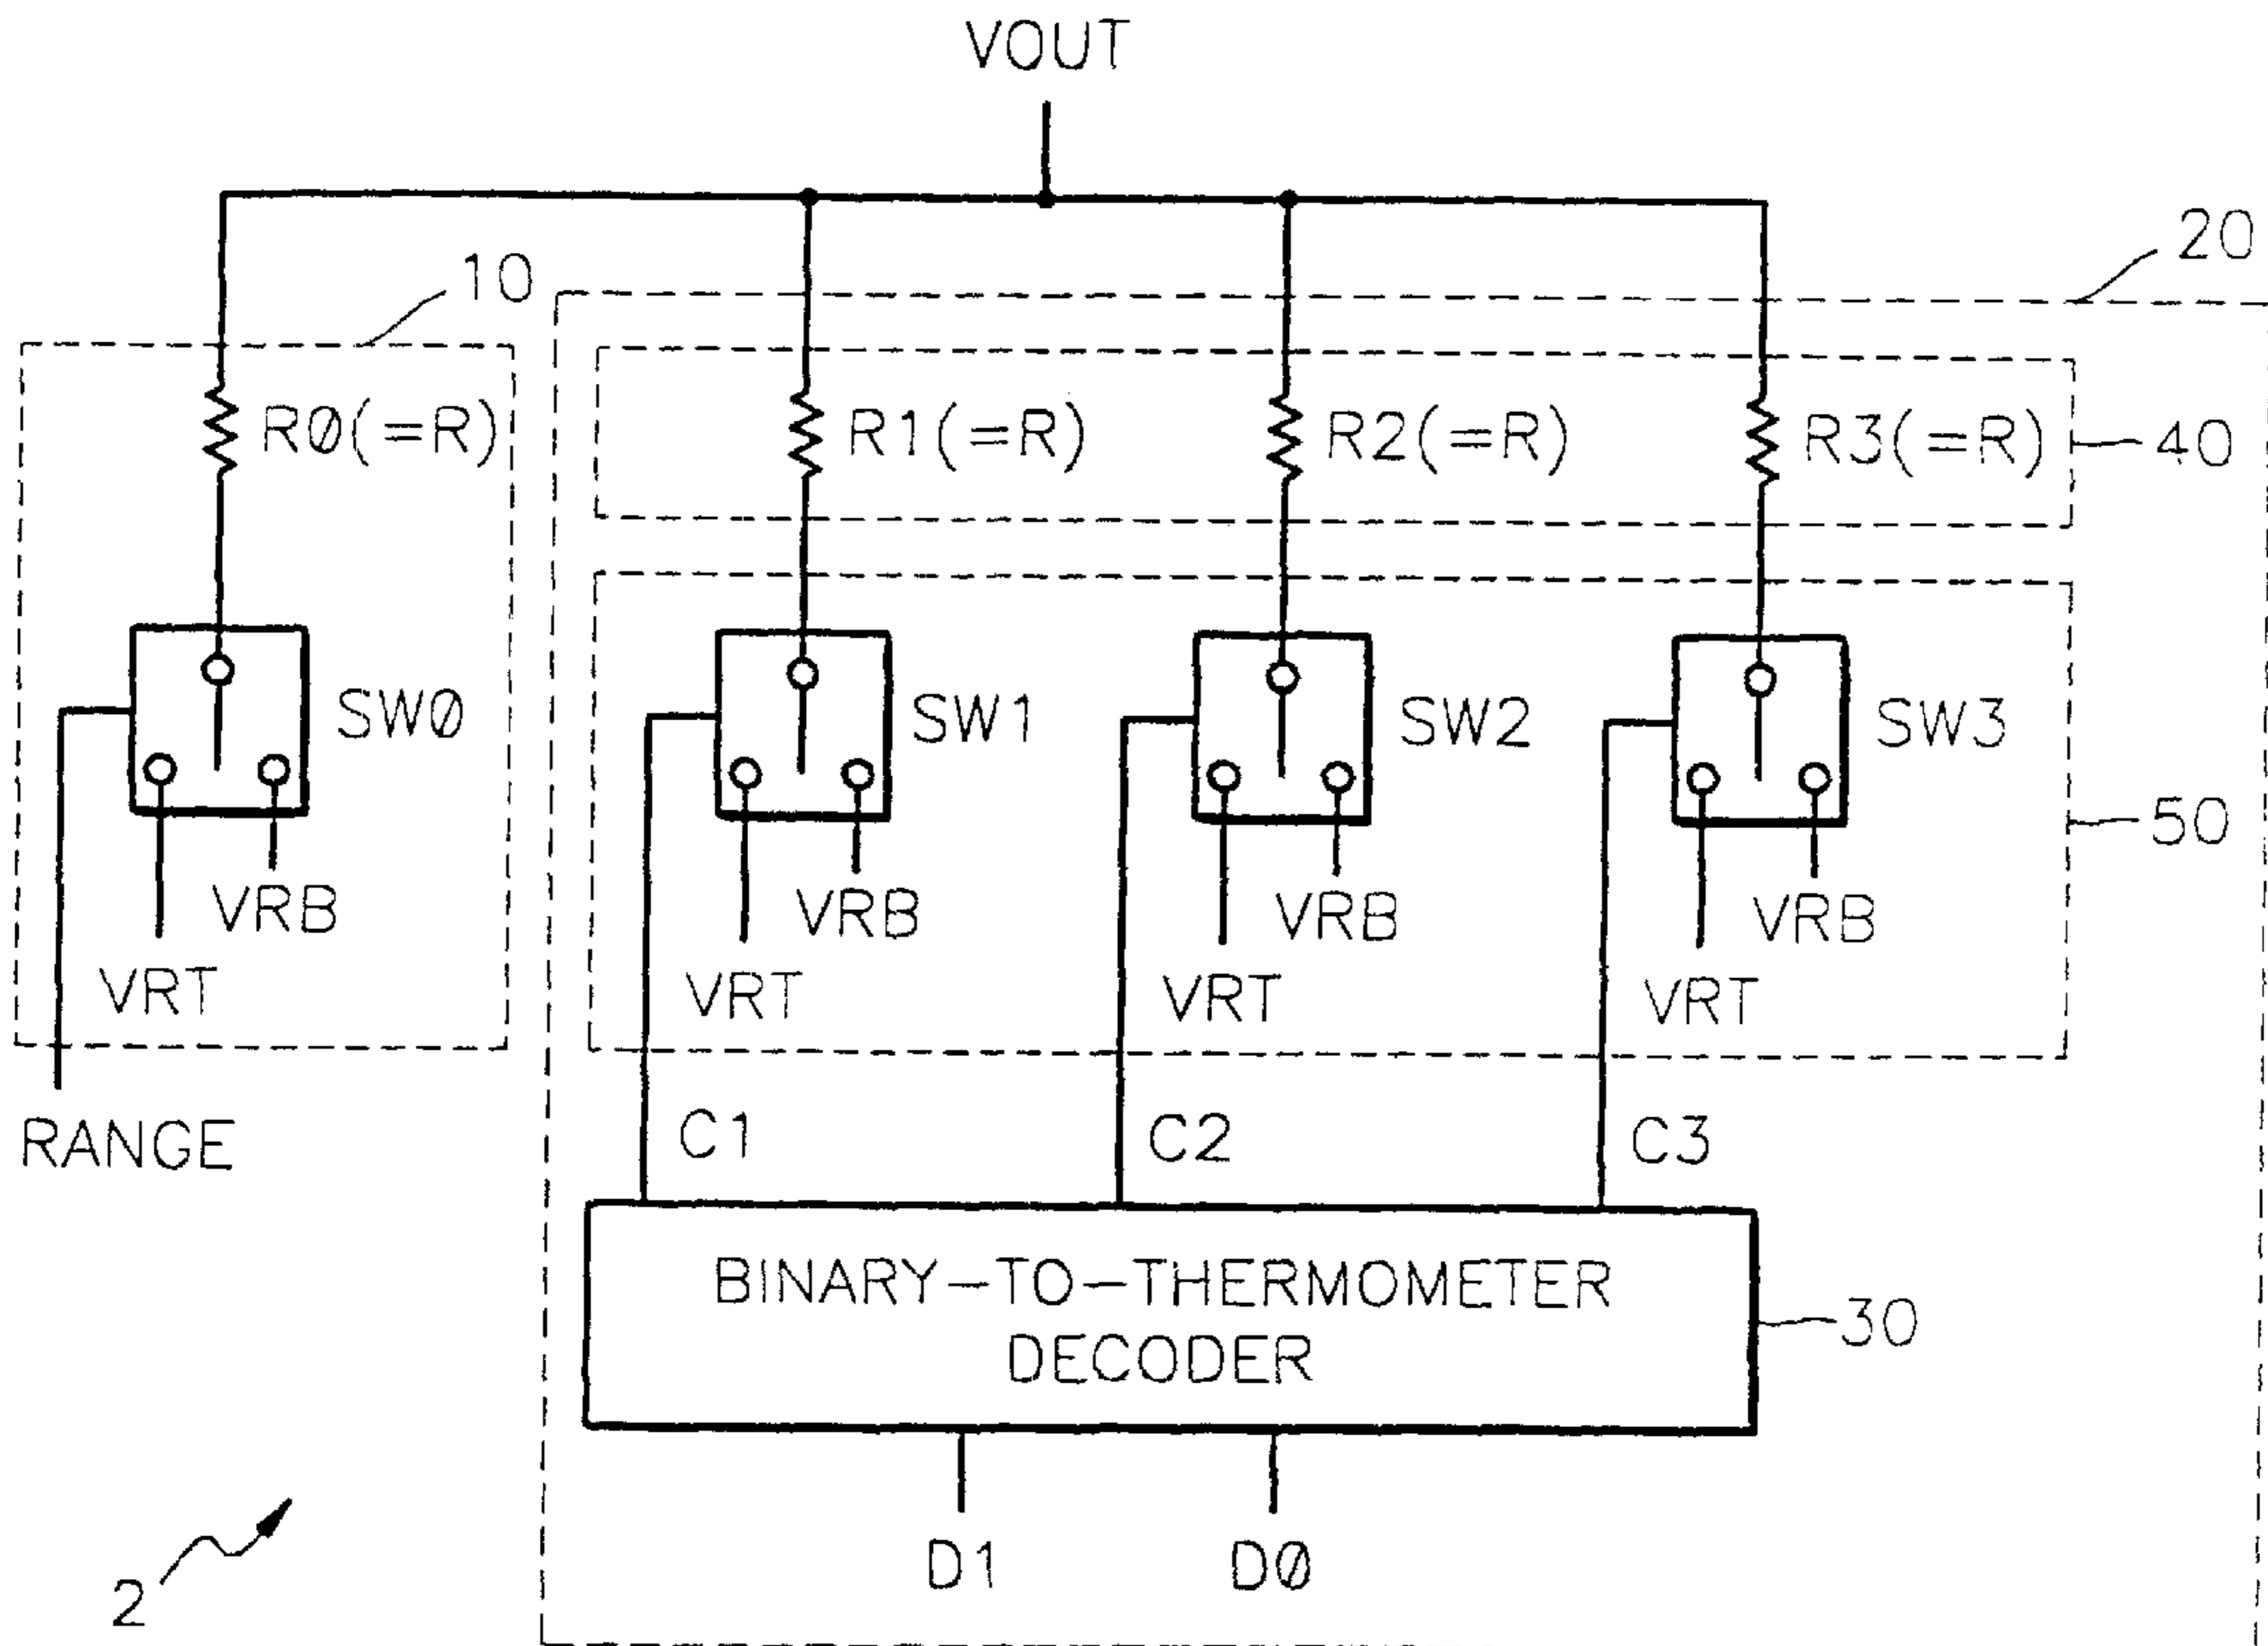 VOUT
20
10
R0(=R)
R1(=R)
R2(=R)
R3(=R)
40
SW0
SW1
SW2
SW3
50
VRB
VRB
VRB
VRB
VRT
VRT
VRT
VRT
RANGE
C1
C2
C3
BINARY-TO-THERMOMETER
DECODER
30
D1
D0
2